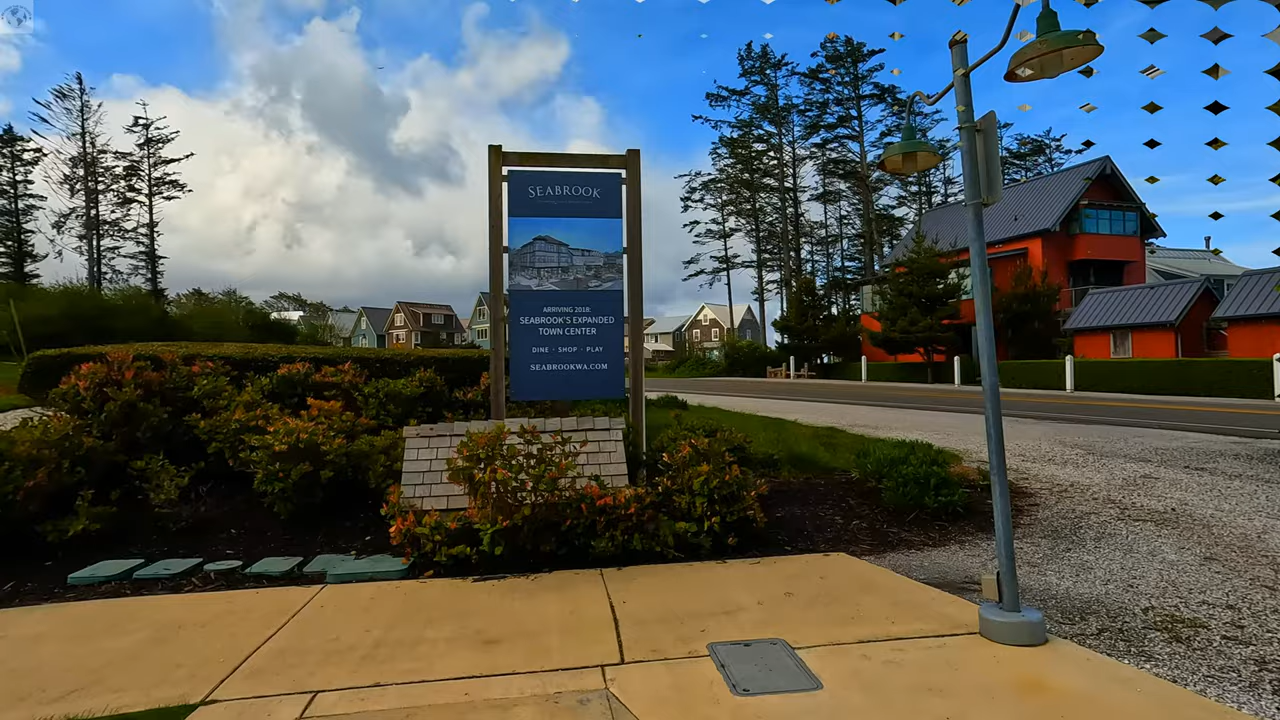 SEABROOK
ARRIVING 2018:
SEABROOK'S EXPANDED
TOWN CENTER
DINE · SHOP · PLAY
SEABROOKWA.COM